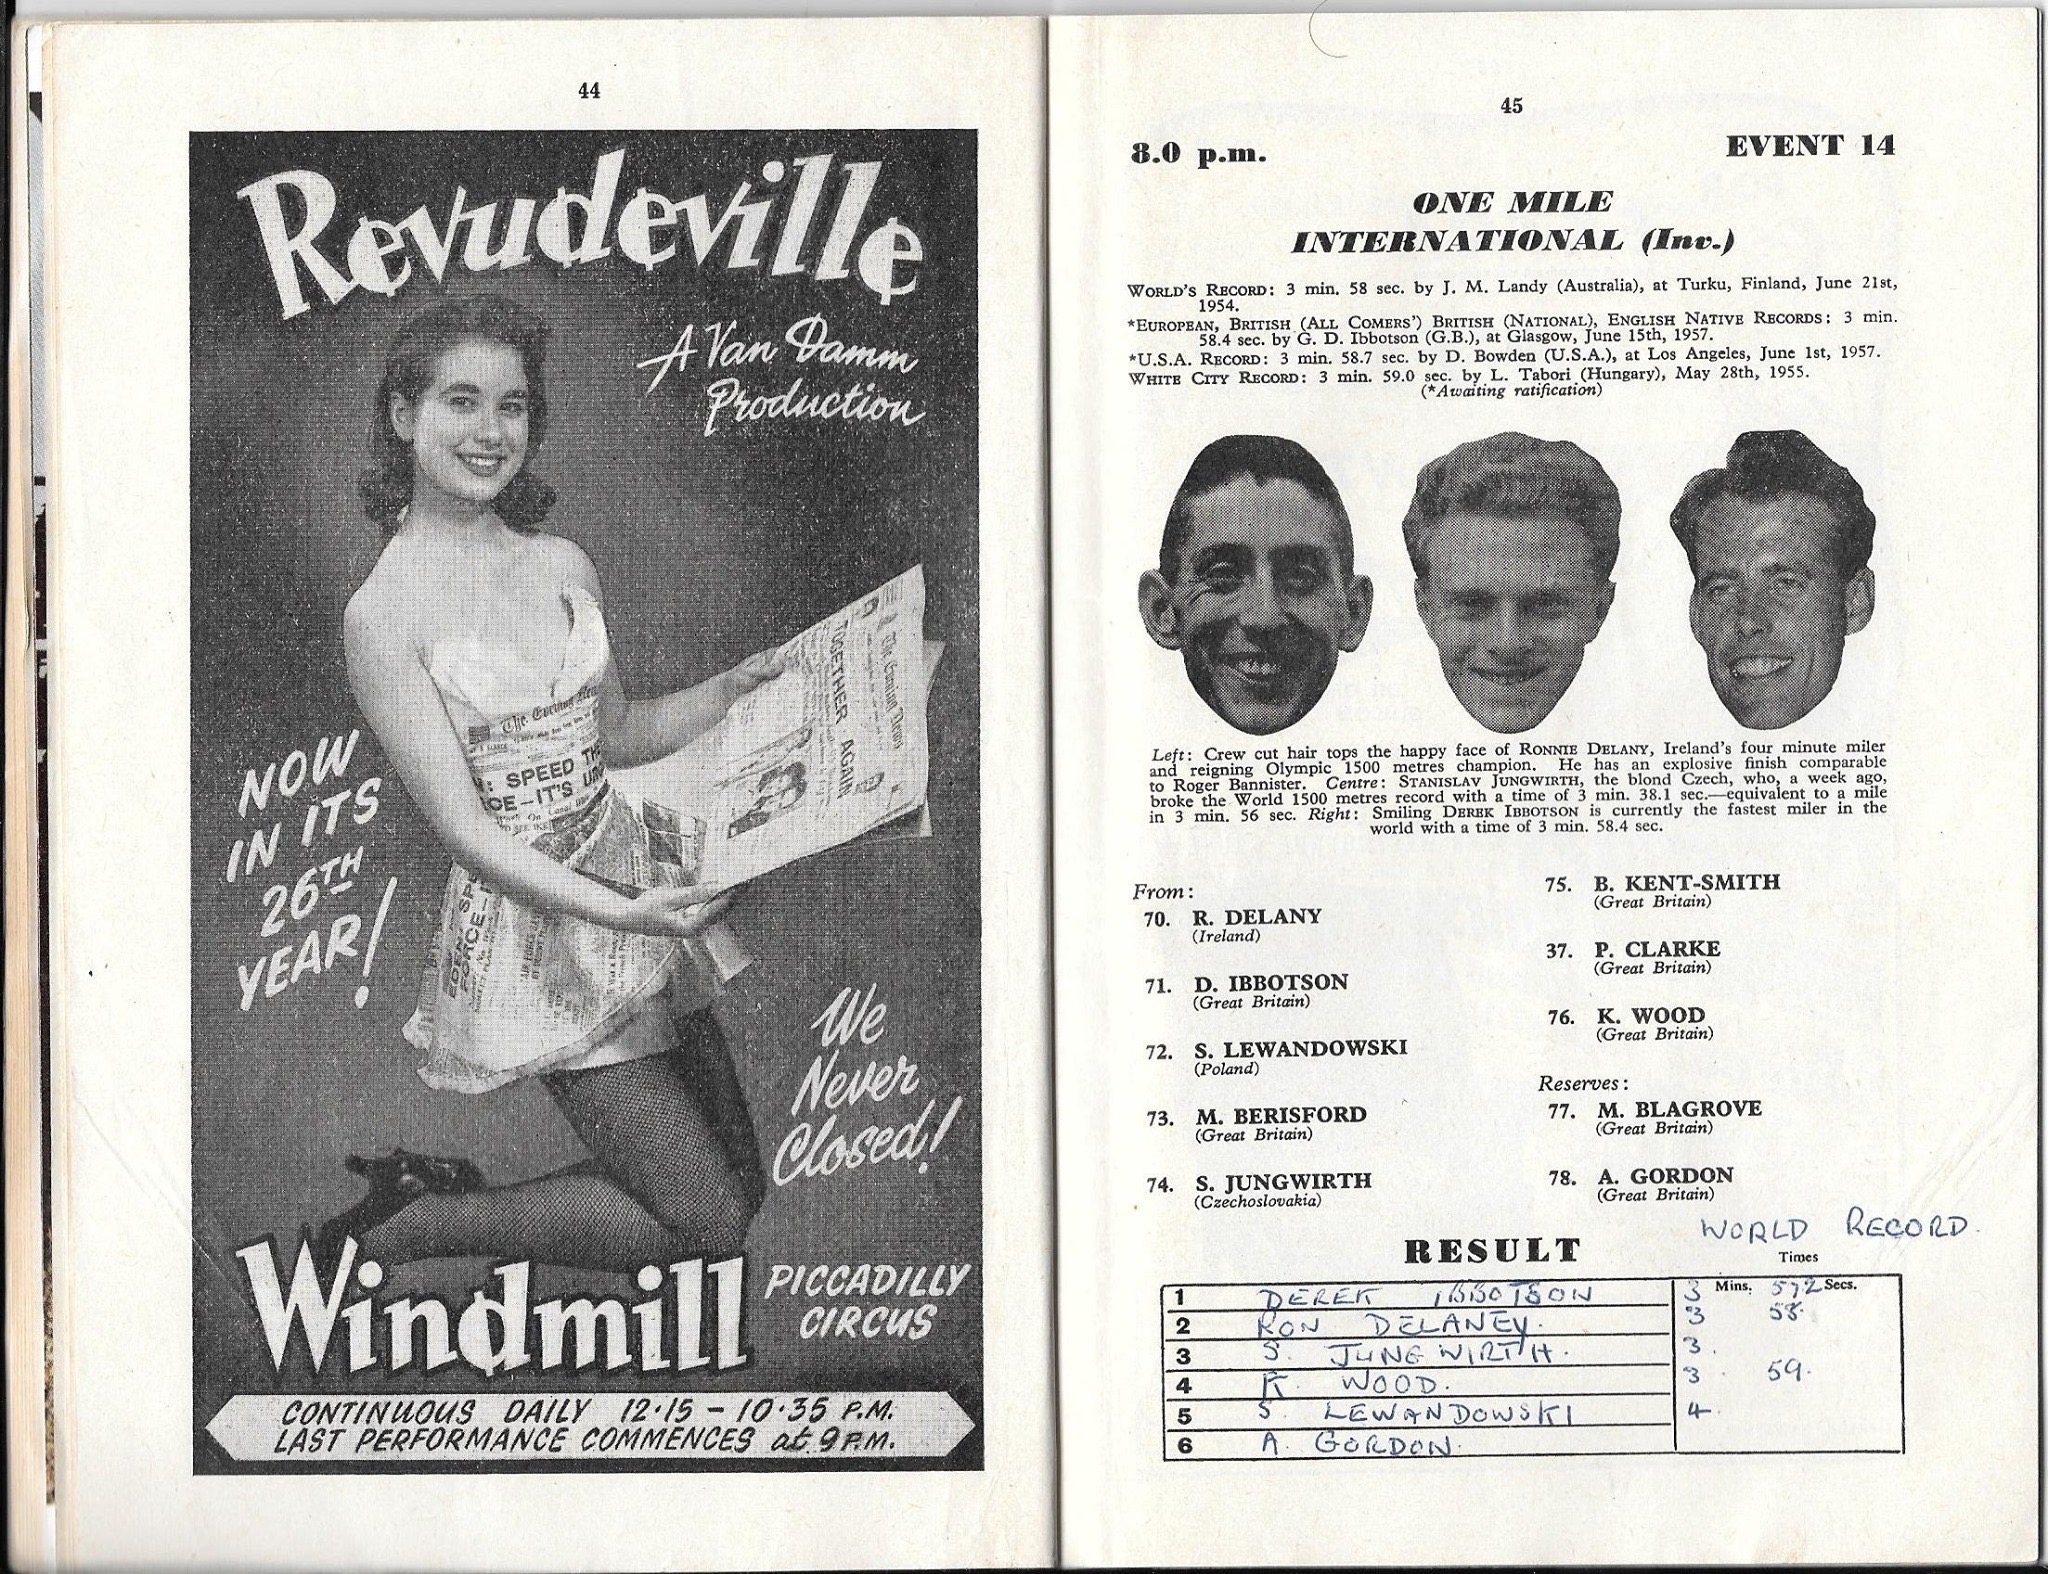 44
Revudeville
A Van Damm
Production
The Evening News
TOGETHER AGAIN
The Evening News
SPEED TH
CE-IT'S U
NOW
IN ITS
26TH
YEAR!
We
Never
Closed!
Windmill
PICCADILLY
CIRCUS
CONTINUOUS DAILY 12·15 - 10·35 P.M.
LAST PERFORMANCE COMMENCES at 9 P.M.
45
8.0 p.m.
EVENT 14
ONE MILE
INTERNATIONAL (Inv.)
WORLD'S RECORD: 3 min. 58 sec. by J. M. Landy (Australia), at Turku, Finland, June 21st,
1954.
*EUROPEAN, BRITISH (ALL COMERS') BRITISH (NATIONAL), ENGLISH NATIVE RECORDS: 3 min.
58.4 sec. by G. D. Ibbotson (G.B.), at Glasgow, June 15th, 1957.
*U.S.A. RECORD: 3 min. 58.7 sec. by D. Bowden (U.S.A.), at Los Angeles, June 1st, 1957.
WHITE CITY RECORD: 3 min. 59.0 sec. by L. Tabori (Hungary), May 28th, 1955.
(*Awaiting ratification)
Left: Crew cut hair tops the happy face of RONNIE DELANY, Ireland's four minute miler
and reigning Olympic 1500 metres champion. He has an explosive finish comparable
to Roger Bannister. Centre: STANISLAV JUNGWIRTH, the blond Czech, who, a week ago,
broke the World 1500 metres record with a time of 3 min. 38.1 sec.—equivalent to a mile
in 3 min. 56 sec. Right: Smiling DEREK IBBOTSON is currently the fastest miler in the
world with a time of 3 min. 58.4 sec.
From:
70. R. DELANY
(Ireland)
71. D. IBBOTSON
(Great Britain)
72. S. LEWANDOWSKI
(Poland)
73. M. BERISFORD
(Great Britain)
74. S. JUNGWIRTH
(Czechoslovakia)
75. B. KENT-SMITH
(Great Britain)
37. P. CLARKE
(Great Britain)
76. K. WOOD
(Great Britain)
Reserves:
77. M. BLAGROVE
(Great Britain)
78. A. GORDON
(Great Britain)
WORLD RECORD.
RESULT
Times
1 DEREK IBBOTSON 3 Mins. 57.2 Secs.
2 RON DELANEY. 3 58.
3 S. JUNGWIRTH. 3.
4 K. WOOD. 3. 59.
5 S. LEWANDOWSKI 4.
6 A. GORDON.